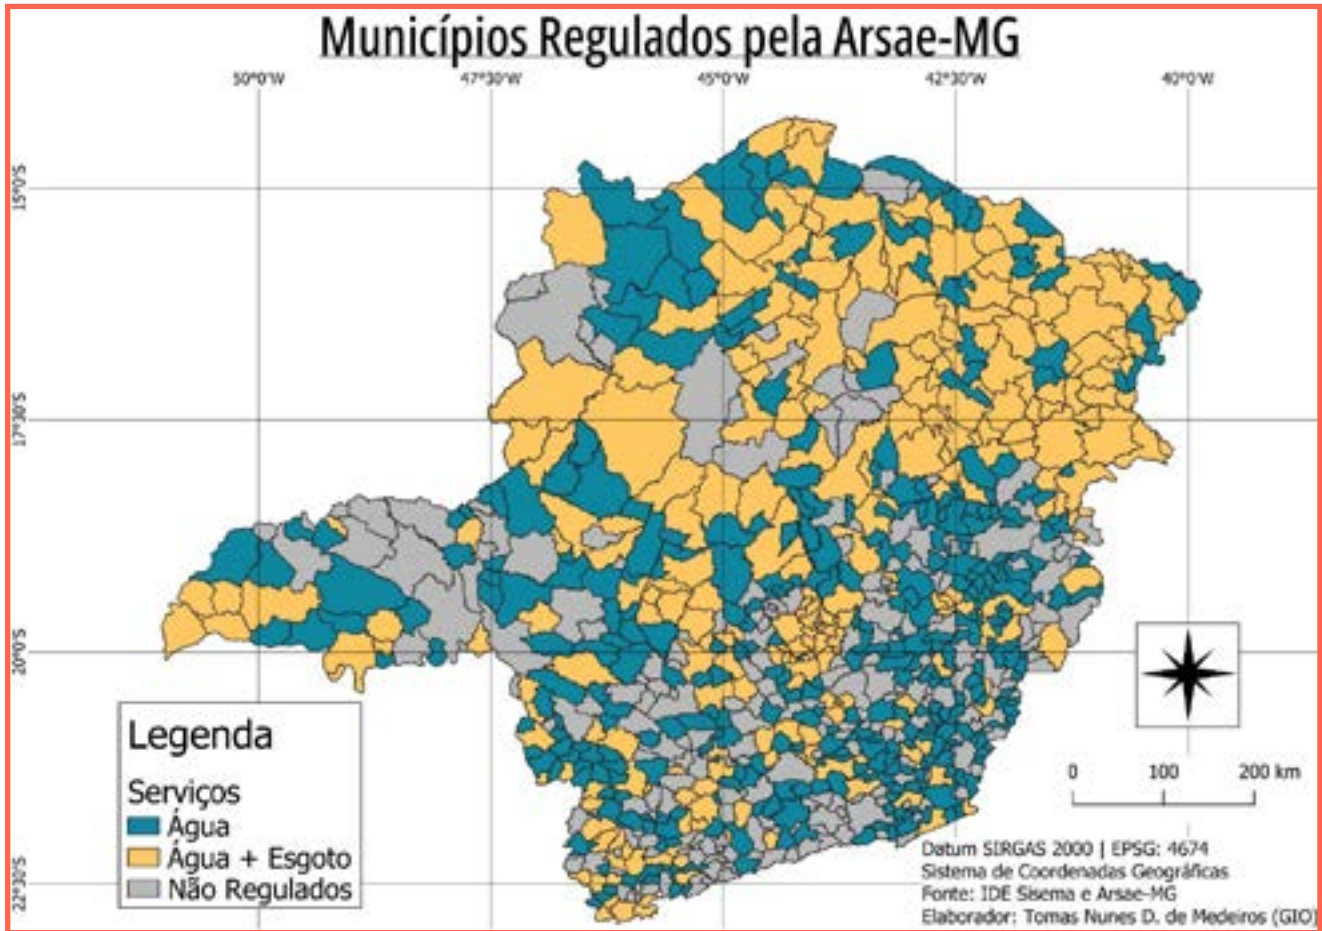 Municípios Regulados pela Arsae-MG
50°0'W 47°30'W 45°0'W 42°30'W 40°0'W
15°0'S
17°30'S
20°0'S
22°30'S
Legenda
Serviços
Água
Água + Esgoto
Não Regulados
0 100 200 km
Datum SIRGAS 2000 | EPSG: 4674
Sistema de Coordenadas Geográficas
Fonte: IDE Sisema e Arsae-MG
Elaborador: Tomas Nunes D. de Medeiros (GIO)